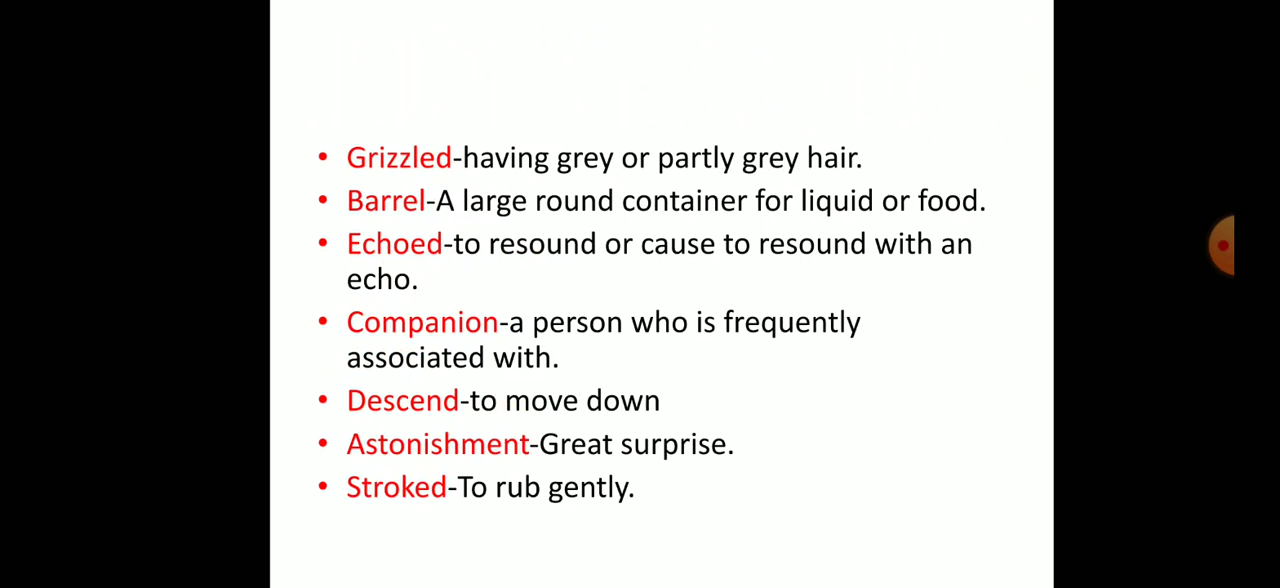 • Grizzled-having grey or partly grey hair.
• Barrel-A large round container for liquid or food.
• Echoed-to resound or cause to resound with an
echo.
• Companion-a person who is frequently
associated with.
• Descend-to move down
• Astonishment-Great surprise.
• Stroked-To rub gently.